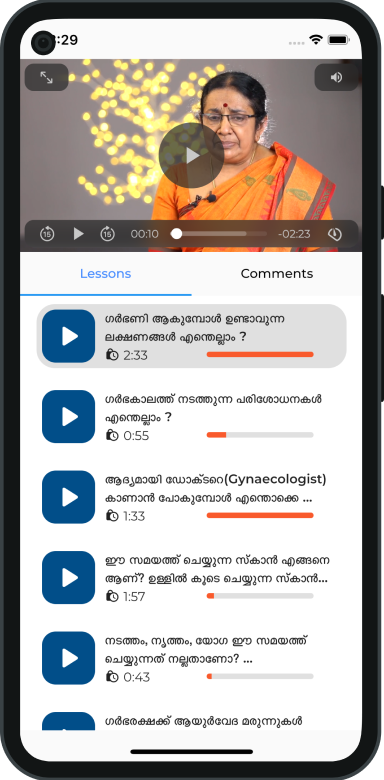 :29
15
15
00:10
-02:23
Lessons
Comments
ഗർഭണി ആകുമ്പോൾ ഉണ്ടാവുന്ന
ലക്ഷണങ്ങൾ എന്തെല്ലാം ?
2:33
ഗർഭകാലത്ത് നടത്തുന്ന പരിശോധനകൾ
എന്തെല്ലാം ?
0:55
ആദ്യമായി ഡോക്ടറെ(Gynaecologist)
കാണാൻ പോകുമ്പോൾ എന്തൊക്കെ ...
1:33
ഈ സമയത്ത് ചെയ്യുന്ന സ്കാൻ എങ്ങനെ
ആണ്? ഉള്ളിൽ കൂടെ ചെയ്യുന്ന സ്കാൻ...
1:57
നടത്തം, നൃത്തം, യോഗ ഈ സമയത്ത്
ചെയ്യുന്നത് നല്ലതാണോ? ...
0:43
ഗർഭരക്ഷക്ക് ആയുർവേദ മരുന്നുകൾ